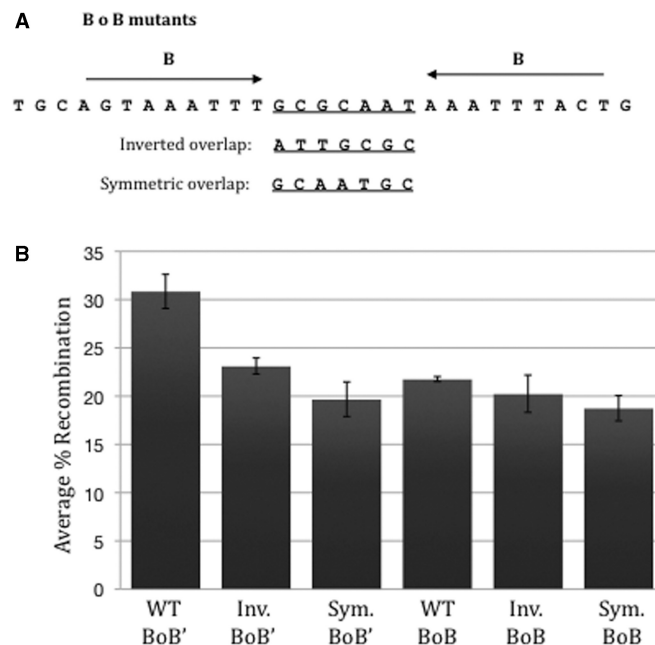 A
B o B mutants
B B
T G C A G T A A A T T T G C G C A A T A A A T T T A C T G
Inverted overlap: A T T G C G C
Symmetric overlap: G C A A T G C
B
Average % Recombination
35
30
25
20
15
10
5
0
WT Inv. Sym. WT Inv. Sym.
BoB’ BoB’ BoB’ BoB BoB BoB